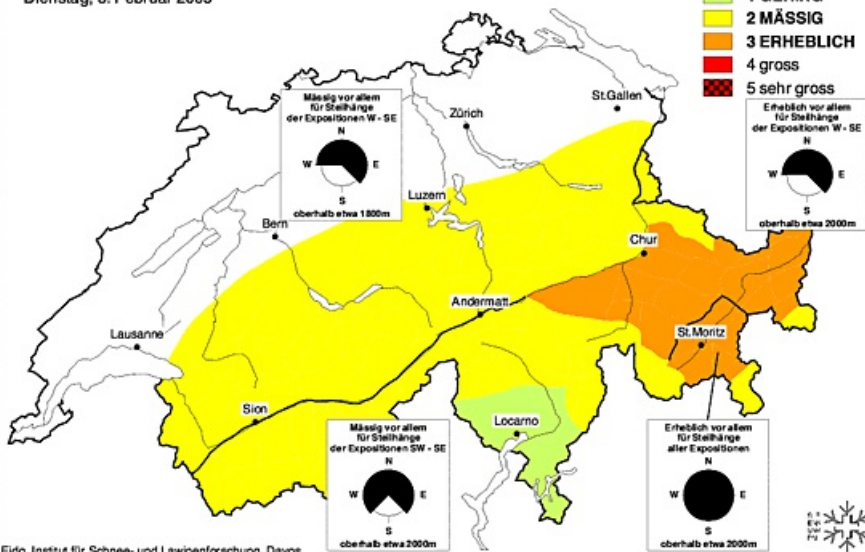 2 MÄSSIG
3 ERHEBLICH
4 gross
5 sehr gross
St.Gallen
Zürich
Mässig vor allem
für Steilhänge
der Expositionen W - SE
N
W E
S
oberhalb etwa 1800m
Erheblich vor allem
für Steilhänge
der Expositionen W - SE
N
W E
S
oberhalb etwa 2000m
Luzern
Bern
Chur
Andermatt
Lausanne
St.Moritz
Sion
Locarno
Mässig vor allem
für Steilhänge
der Expositionen SW - SE
N
W E
S
oberhalb etwa 2000m
Erheblich vor allem
für Steilhänge
aller Expositionen
N
W E
S
oberhalb etwa 2000m
Eidg. Institut für Schnee- und Lawinenforschung, Davos